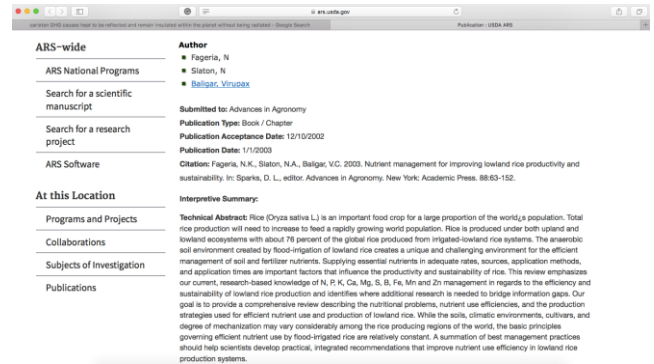 ars.usda.gov
Publication : USDA ARS
ARS-wide
ARS National Programs
Search for a scientific
manuscript
Search for a research
project
ARS Software
At this Location
Programs and Projects
Collaborations
Subjects of Investigation
Publications
Author
Fageria, N
Slaton, N
Baligar, Virupax
Submitted to: Advances in Agronomy
Publication Type: Book / Chapter
Publication Acceptance Date: 12/10/2002
Publication Date: 1/1/2003
Citation: Fageria, N.K., Slaton, N.A., Baligar, V.C. 2003. Nutrient management for improving lowland rice productivity and
sustainability. In: Sparks, D. L., editor. Advances in Agronomy. New York: Academic Press. 88:63-152.
Interpretive Summary:
Technical Abstract: Rice (Oryza sativa L.) is an important food crop for a large proportion of the world¿s population. Total
rice production will need to increase to feed a rapidly growing world population. Rice is produced under both upland and
lowland ecosystems with about 76 percent of the global rice produced from irrigated-lowland rice systems. The anaerobic
soil environment created by flood-irrigation of lowland rice creates a unique and challenging environment for the efficient
management of soil and fertilizer nutrients. Supplying essential nutrients in adequate rates, sources, application methods,
and application times are important factors that influence the productivity and sustainability of rice. This review emphasizes
our current, research-based knowledge of N, P, K, Ca, Mg, S, B, Fe, Mn and Zn management in regards to the efficiency and
sustainability of lowland rice production and identifies where additional research is needed to bridge information gaps. Our
goal is to provide a comprehensive review describing the nutritional problems, nutrient use efficiencies, and the production
strategies used for efficient nutrient use and production of lowland rice. While the soils, climatic environments, cultivars, and
degree of mechanization may vary considerably among the rice producing regions of the world, the basic principles
governing efficient nutrient use by flood-irrigated rice are relatively constant. A summation of best management practices
should help scientists develop practical, integrated recommendations that improve nutrient use efficiency in lowland rice
production systems.